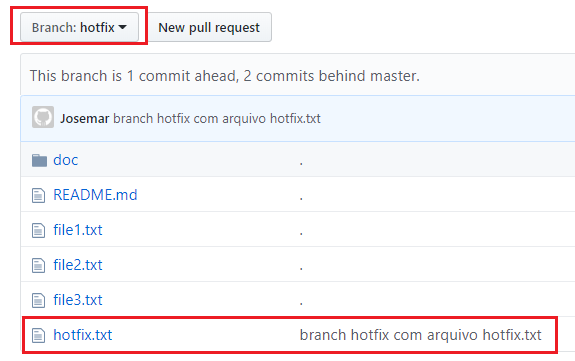 Branch: hotfix New pull request
This branch is 1 commit ahead, 2 commits behind master.
Josemar branch hotfix com arquivo hotfix.txt
doc .
README.md .
file1.txt .
file2.txt .
file3.txt .
hotfix.txt branch hotfix com arquivo hotfix.txt